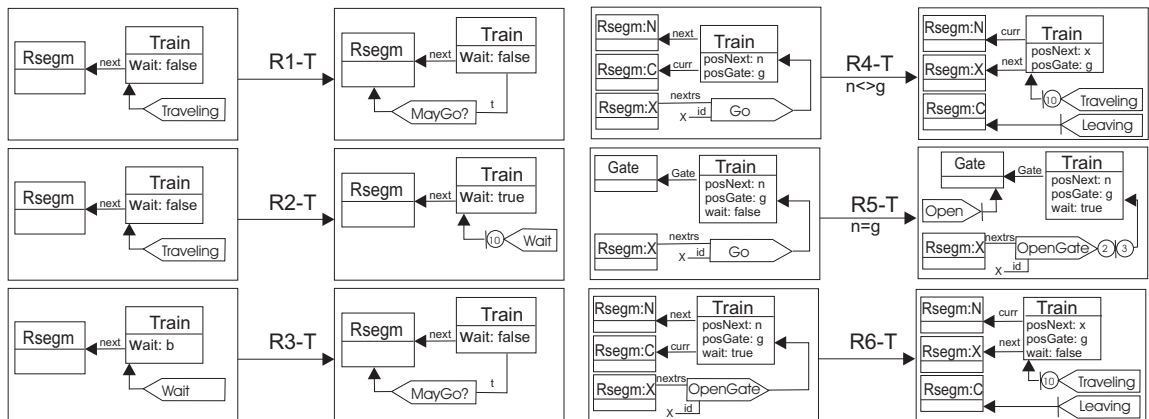 Rsegm
next
Train
Wait: false
Traveling
R1-T
Rsegm
next
Train
Wait: false
MayGo?
t
Rsegm:N
next
Train
posNext: n
posGate: g
Rsegm:C
curr
Rsegm:X
nextrs
X id
Go
R4-T
n<>g
Rsegm:N
curr
Train
posNext: x
posGate: g
Rsegm:X
next
10
Traveling
Rsegm:C
Leaving
Rsegm
next
Train
Wait: false
Traveling
R2-T
Rsegm
next
Train
Wait: true
10
Wait
Gate
Gate
Train
posNext: n
posGate: g
wait: false
Rsegm:X
nextrs
X id
Go
R5-T
n=g
Gate
Gate
Train
posNext: n
posGate: g
wait: true
Open
Rsegm:X
nextrs
X id
OpenGate
2
3
Rsegm
next
Train
Wait: b
Wait
R3-T
Rsegm
next
Train
Wait: false
MayGo?
t
Rsegm:N
next
Train
posNext: n
posGate: g
wait: true
Rsegm:C
curr
Rsegm:X
nextrs
X id
OpenGate
R6-T
Rsegm:N
curr
Train
posNext: x
posGate: g
wait: false
Rsegm:X
next
10
Traveling
Rsegm:C
Leaving